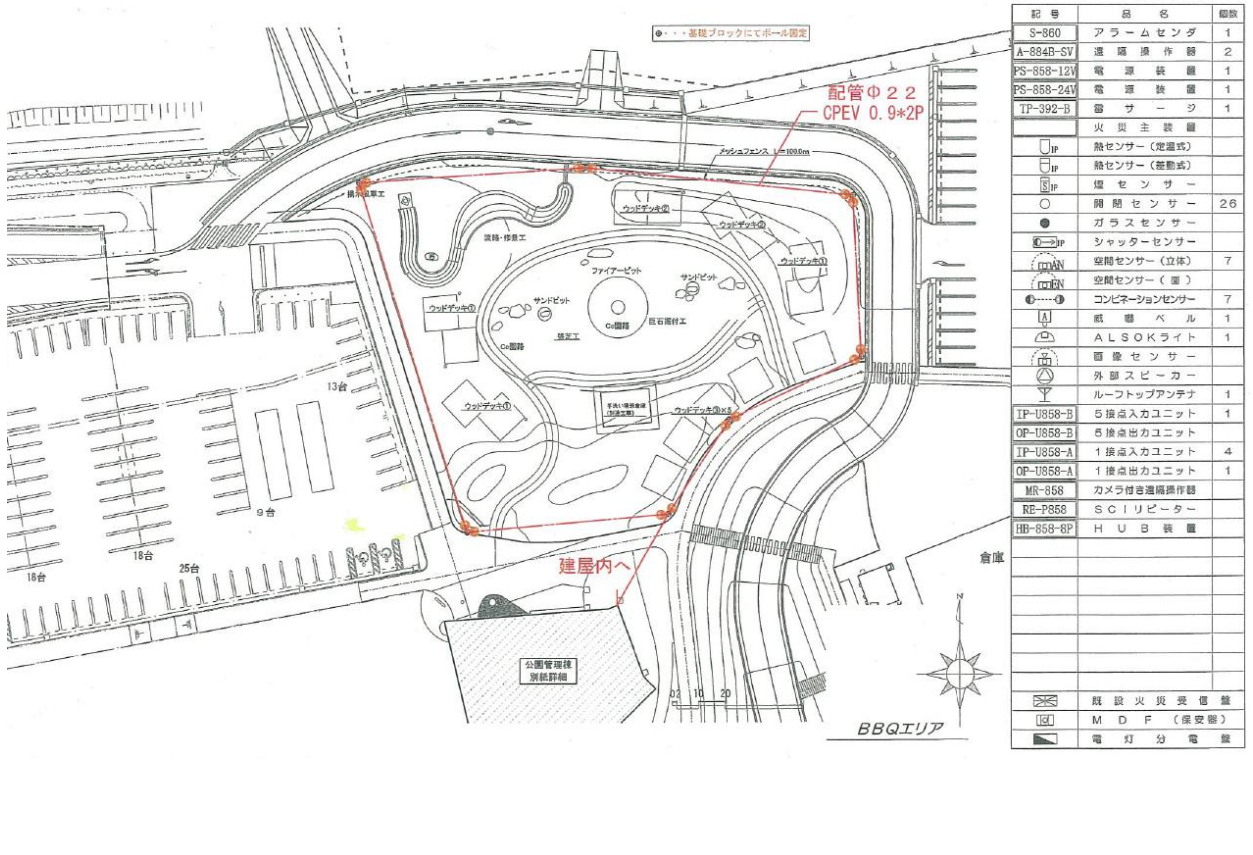 ⊕・・・基礎ブロックにてポール固定
配管Φ22
CPEV 0.9*2P
メッシュフェンス L=100.0m
ウッドデッキ②
ウッドデッキ②
流路・修景工
ウッドデッキ①
ファイアーピット
サンドピット
サンドピット
ウッドデッキ①
Co園路
巨石据付工
張芝工
Co園路
13台
ウッドデッキ①
ウッドデッキ③×5
9台
18台
18台
25台
建屋内へ
倉庫
N
公園管理棟
別紙詳細
02 10 20
BBQエリア
記号 品名 個数
S-860 アラームセンダ 1
A-884B-SV 遠隔操作器 2
PS-858-12V 電源装置 1
PS-858-24V 電源装置 1
TP-392-B 雷サージ 1
火災主装置
IP 熱センサー(定温式)
IP 熱センサー(差動式)
S IP 煙センサー
開閉センサー 26
ガラスセンサー
IP シャッターセンサー
AN 空間センサー(立体) 7
EN 空間センサー(面)
コンビネーションセンサー 7
A 威嚇ベル 1
ALSOKライト 1
画像センサー
外部スピーカー
ルーフトップアンテナ 1
IP-U858-B 5接点入力ユニット 1
OP-U858-B 5接点出力ユニット
IP-U858-A 1接点入力ユニット 4
OP-U858-A 1接点出力ユニット 1
MR-858 カメラ付き遠隔操作器
RE-P858 SCIリピーター
HB-858-8P HUB装置
既設火災受信盤
MDF(保安器)
電灯分電盤